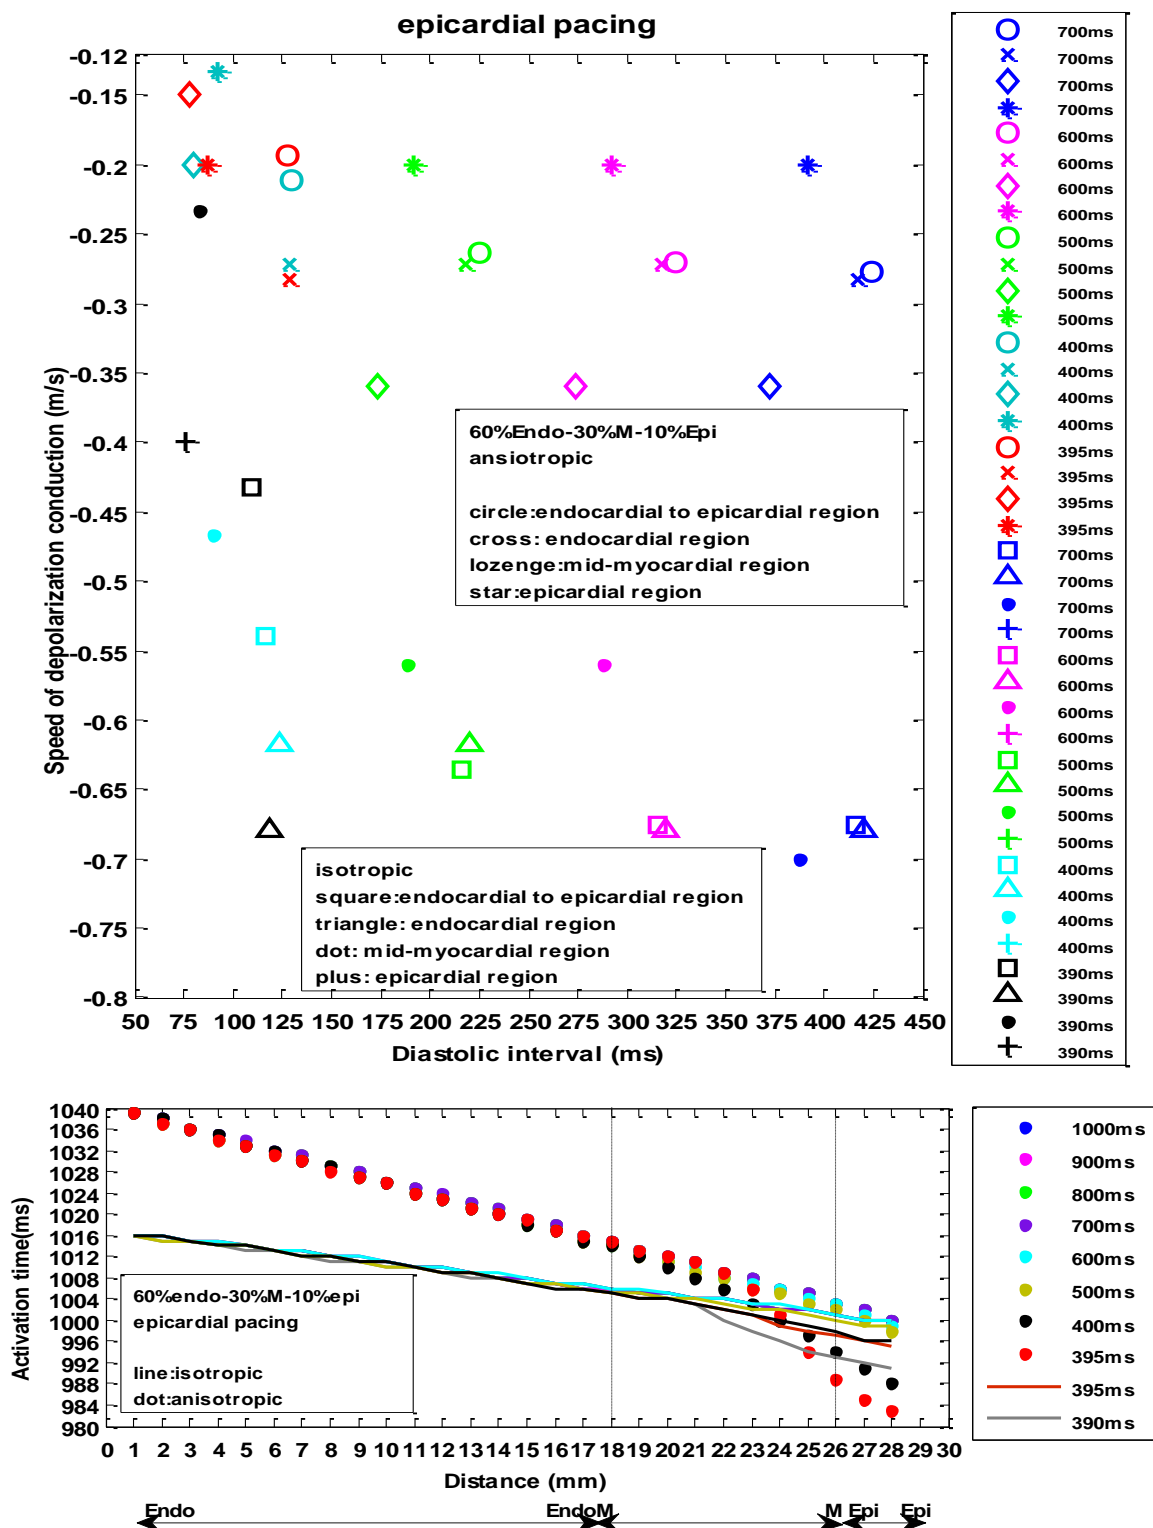 epicardial pacing
-0.12
-0.15
-0.2
-0.25
-0.3
-0.35
-0.4
-0.45
-0.5
-0.55
-0.6
-0.65
-0.7
-0.75
-0.8
Speed of depolarization conduction (m/s)
60%Endo-30%M-10%Epi
ansiotropic
circle:endocardial to epicardial region
cross: endocardial region
lozenge:mid-myocardial region
star:epicardial region
isotropic
square:endocardial to epicardial region
triangle: endocardial region
dot: mid-myocardial region
plus: epicardial region
50 75 100 125 150 175 200 225 250 275 300 325 350 375 400 425 450
Diastolic interval (ms)
700ms
700ms
700ms
700ms
600ms
600ms
600ms
600ms
500ms
500ms
500ms
500ms
400ms
400ms
400ms
400ms
395ms
395ms
395ms
395ms
700ms
700ms
700ms
700ms
600ms
600ms
600ms
600ms
500ms
500ms
500ms
500ms
400ms
400ms
400ms
400ms
390ms
390ms
390ms
390ms
1040
1036
1032
1028
1024
1020
1016
1012
1008
1004
1000
996
992
988
984
980
Activation time(ms)
60%endo-30%M-10%epi
epicardial pacing
line:isotropic
dot:anisotropic
0 1 2 3 4 5 6 7 8 9 10 11 12 13 14 15 16 17 18 19 20 21 22 23 24 25 26 27 28 29 30
Distance (mm)
Endo EndoM M Epi Epi
1000ms
900ms
800ms
700ms
600ms
500ms
400ms
395ms
395ms
390ms